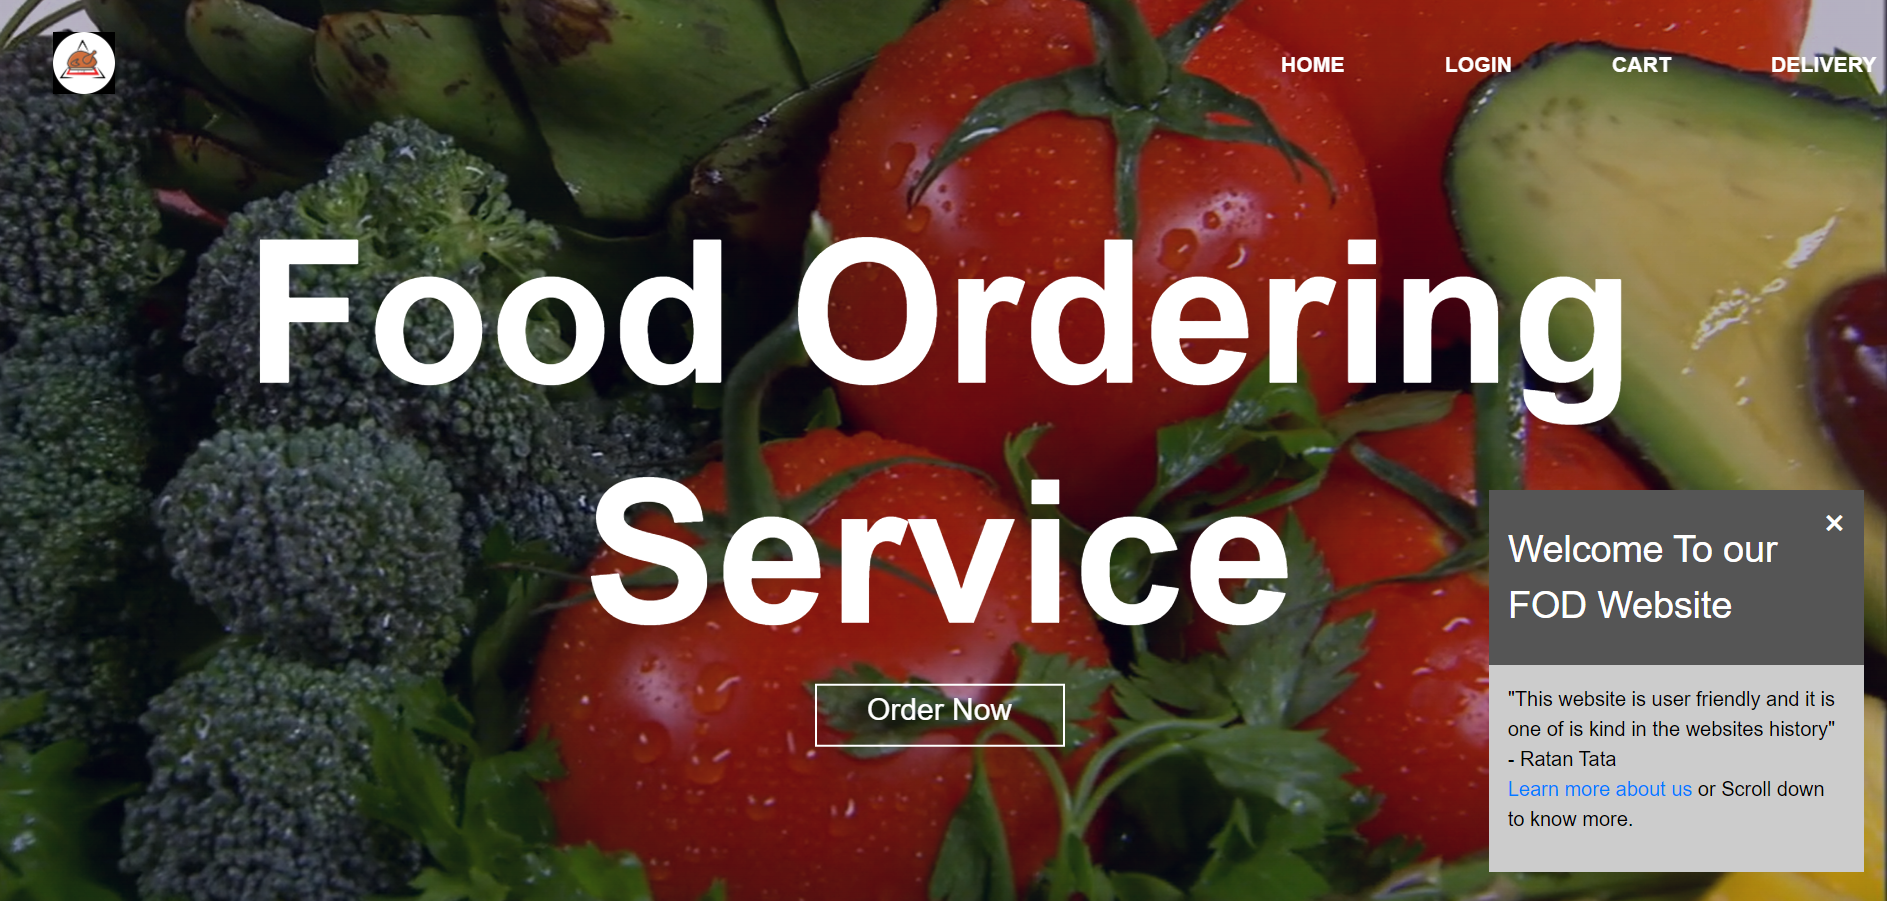 HOME LOGIN CART DELIVERY
Food Ordering
Service
Order Now
×
Welcome To our
FOD Website
"This website is user friendly and it is
one of is kind in the websites history"
- Ratan Tata
Learn more about us or Scroll down
to know more.